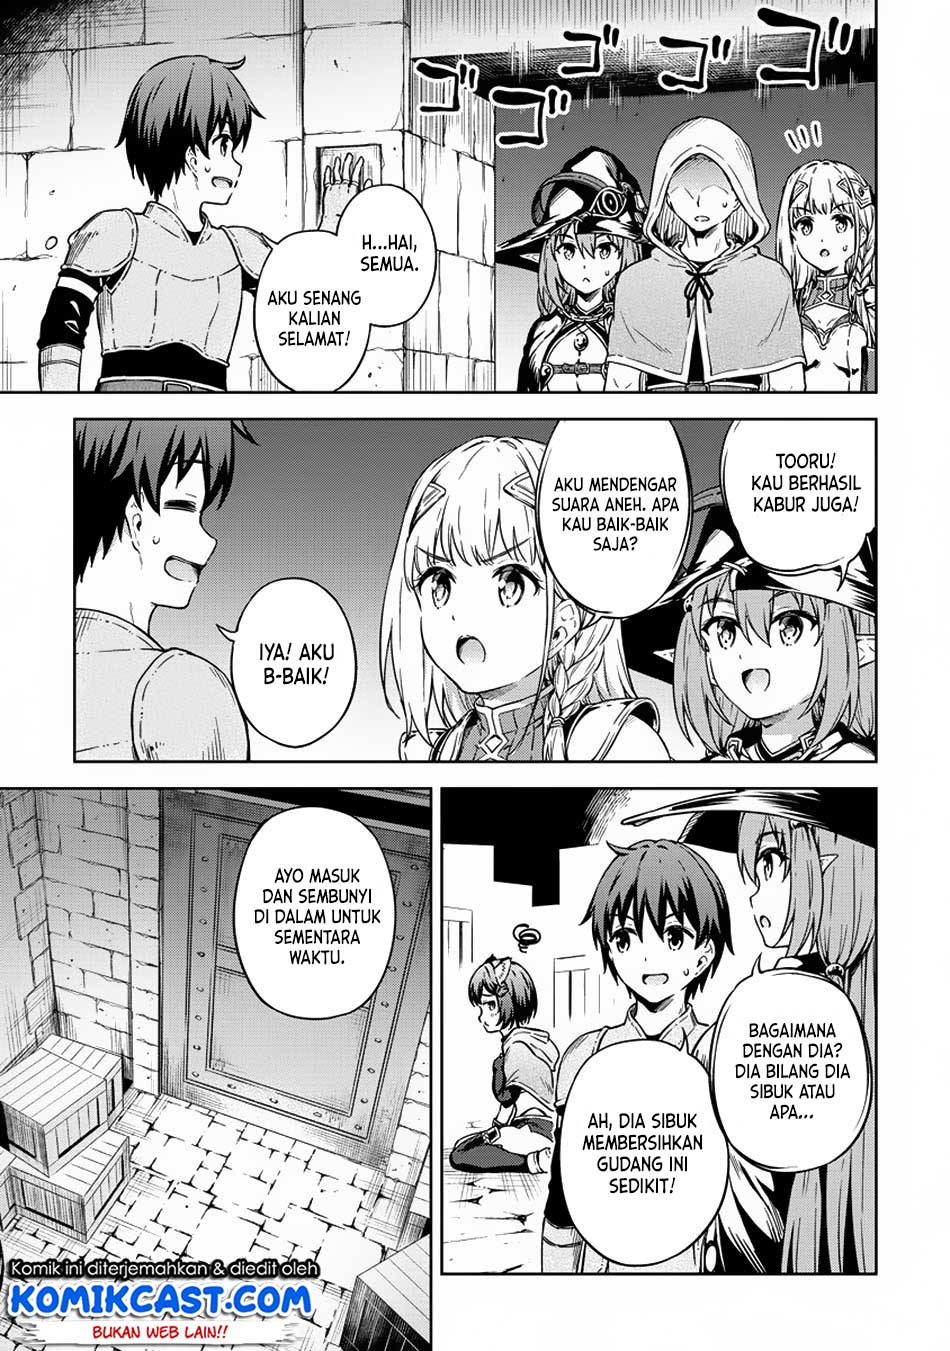 ゴゴゴゴゴ
H...HAI,
SEMUA.
AKU SENANG
KALIAN
SELAMAT!
TOORU!
KAU BERHASIL
KABUR JUGA!
AKU MENDENGAR
SUARA ANEH. APA
KAU BAIK-BAIK
SAJA?
IYA! AKU
B-BAIK!
BAGAIMANA
DENGAN DIA?
DIA BILANG DIA
SIBUK ATAU
APA...
AH, DIA SIBUK
MEMBERSIHKAN
GUDANG INI
SEDIKIT!
AYO MASUK
DAN SEMBUNYI
DI DALAM UNTUK
SEMENTARA
WAKTU.
Komik ini diterjemahkan & diedit oleh
KOMIKCAST.COM
BUKAN WEB LAIN!!